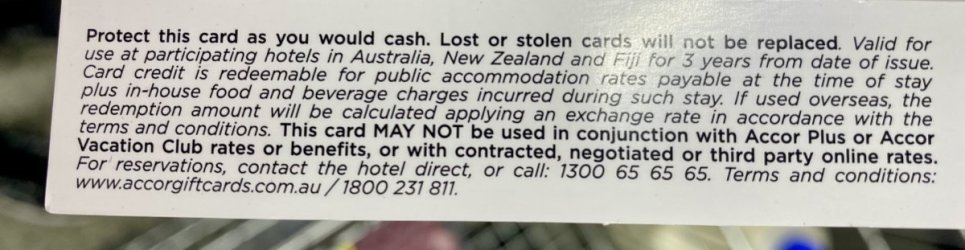 Protect this card as you would cash. Lost or stolen cards will not be replaced. Valid for
use at participating hotels in Australia, New Zealand and Fiji for 3 years from date of issue.
Card credit is redeemable for public accommodation rates payable at the time of stay
plus in-house food and beverage charges incurred during such stay. If used overseas, the
redemption amount will be calculated applying an exchange rate in accordance with the
terms and conditions. This card MAY NOT be used in conjunction with Accor Plus or Accor
Vacation Club rates or benefits, or with contracted, negotiated or third party online rates.
For reservations, contact the hotel direct, or call: 1300 65 65 65. Terms and conditions:
www.accorgiftcards.com.au / 1800 231 811.